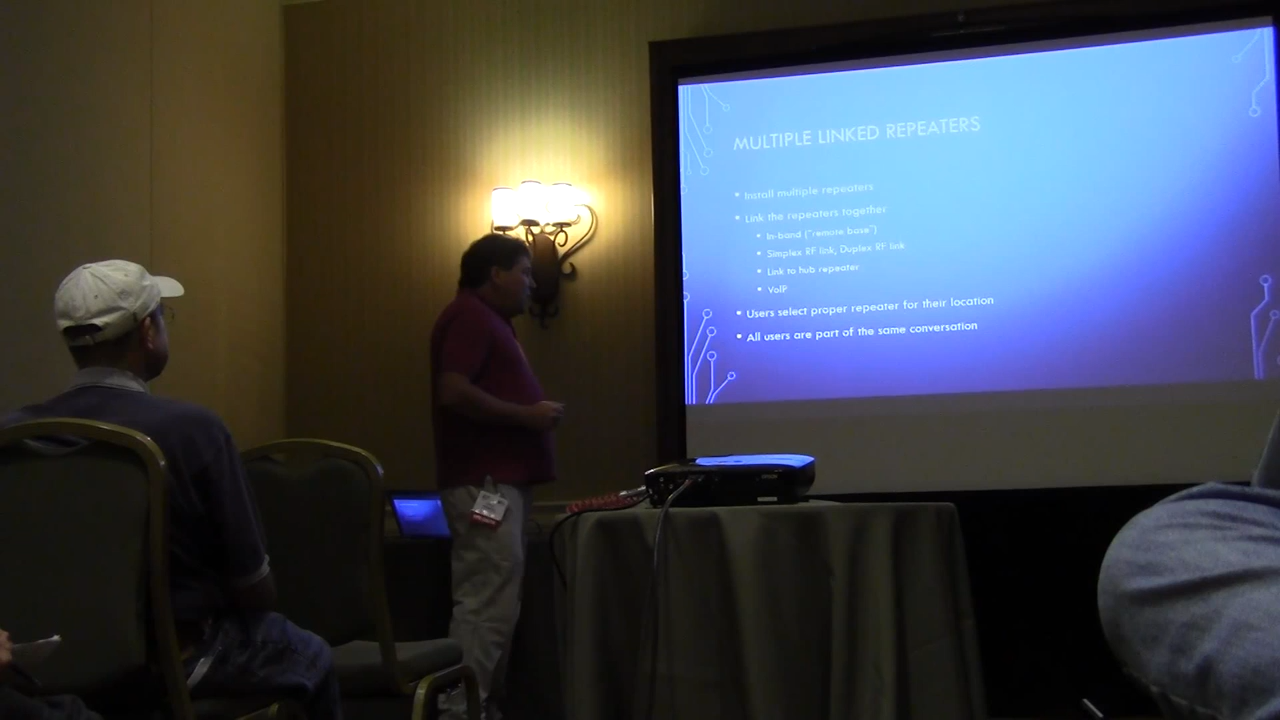 MULTIPLE LINKED REPEATERS
• Install multiple repeaters
• Link the repeaters together
• In-band ("remote base")
• Simplex RF link, Duplex RF link
• Link to hub repeater
• VoIP
• Users select proper repeater for their location
• All users are part of the same conversation